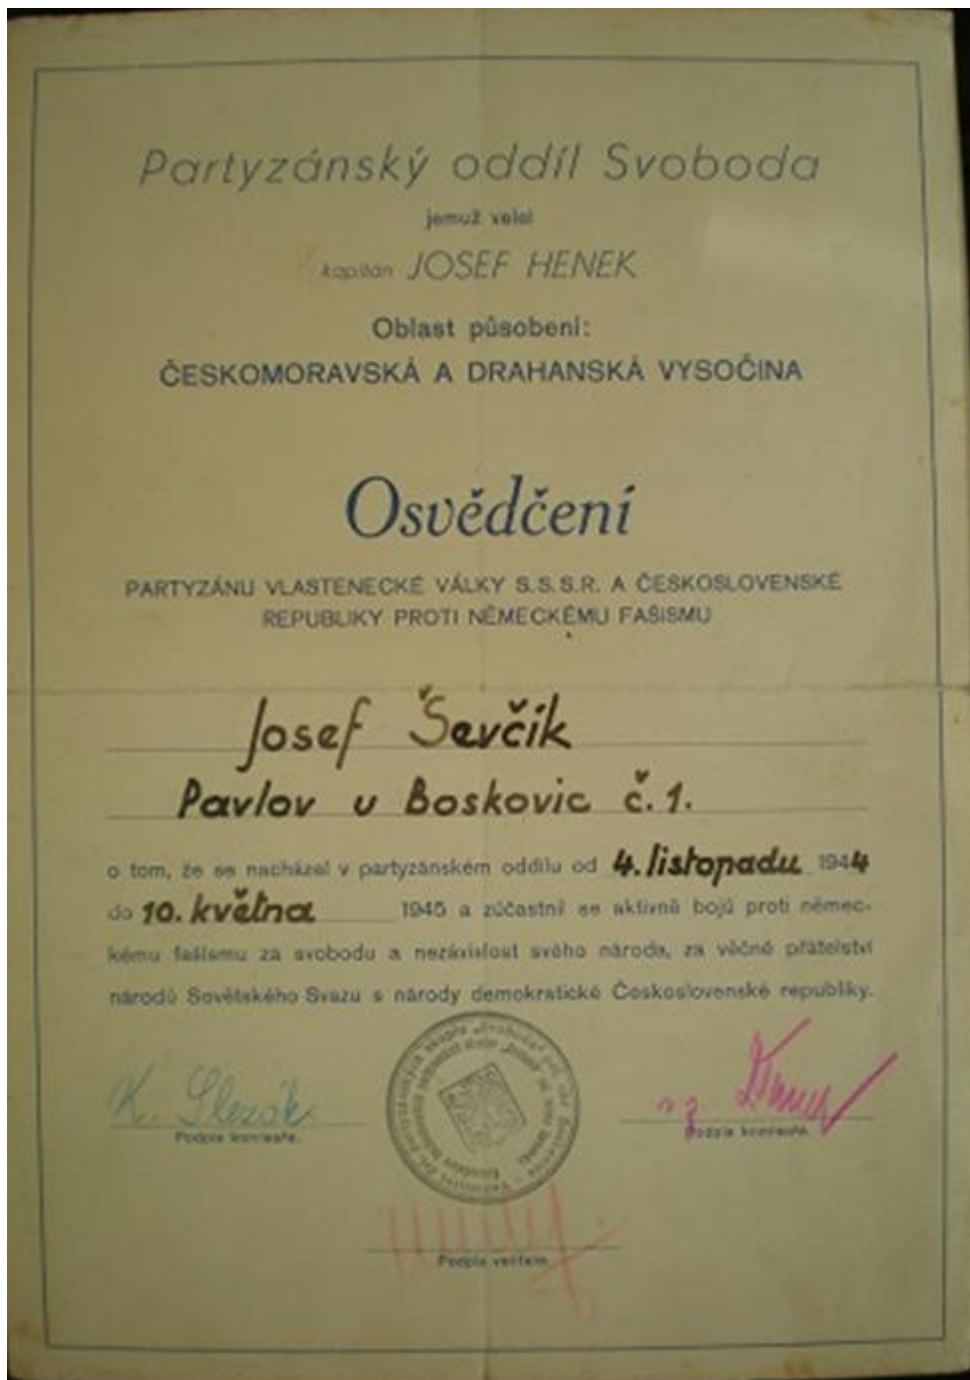 Partyzánský oddíl Svoboda
jemuž velel
kapitán JOSEF HENEK
Oblast působení:
ČESKOMORAVSKÁ A DRAHANSKÁ VYSOČINA
Osvědčení
PARTYZÁNU VLASTENECKÉ VÁLKY S.S.S.R. A ČESKOSLOVENSKÉ
REPUBLIKY PROTI NĚMECKÉMU FAŠISMU
Josef Ševčík
Pavlov u Boskovic č.1.
o tom, že se nacházel v partyzánském oddílu od 4. listopadu 1944
do 10. května 1945 a zúčastnil se aktivně bojů proti němec-
kému fašismu za svobodu a nezávislost svého národa, za věčné přátelství
národů Sovětského Svazu s národy demokratické Československé republiky.
K. Slezák
Podpis komisaře.
Podpis komisaře.
Podpis velitele.